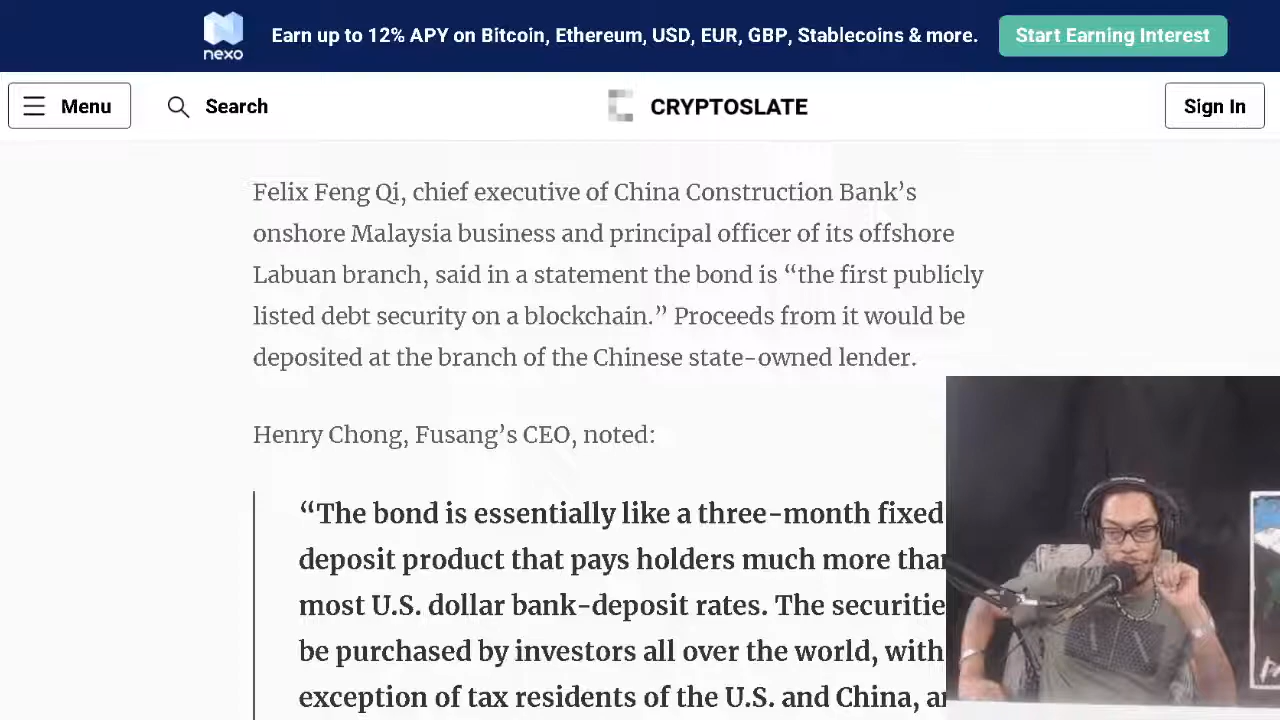 nexo
Earn up to 12% APY on Bitcoin, Ethereum, USD, EUR, GBP, Stablecoins & more.
Start Earning Interest
Menu
Search
CRYPTOSLATE
Sign In
Felix Feng Qi, chief executive of China Construction Bank’s
onshore Malaysia business and principal officer of its offshore
Labuan branch, said in a statement the bond is “the first publicly
listed debt security on a blockchain.” Proceeds from it would be
deposited at the branch of the Chinese state-owned lender.
Henry Chong, Fusang’s CEO, noted:
“The bond is essentially like a three-month fixed
deposit product that pays holders much more than
most U.S. dollar bank-deposit rates. The securitie
be purchased by investors all over the world, with
exception of tax residents of the U.S. and China, a